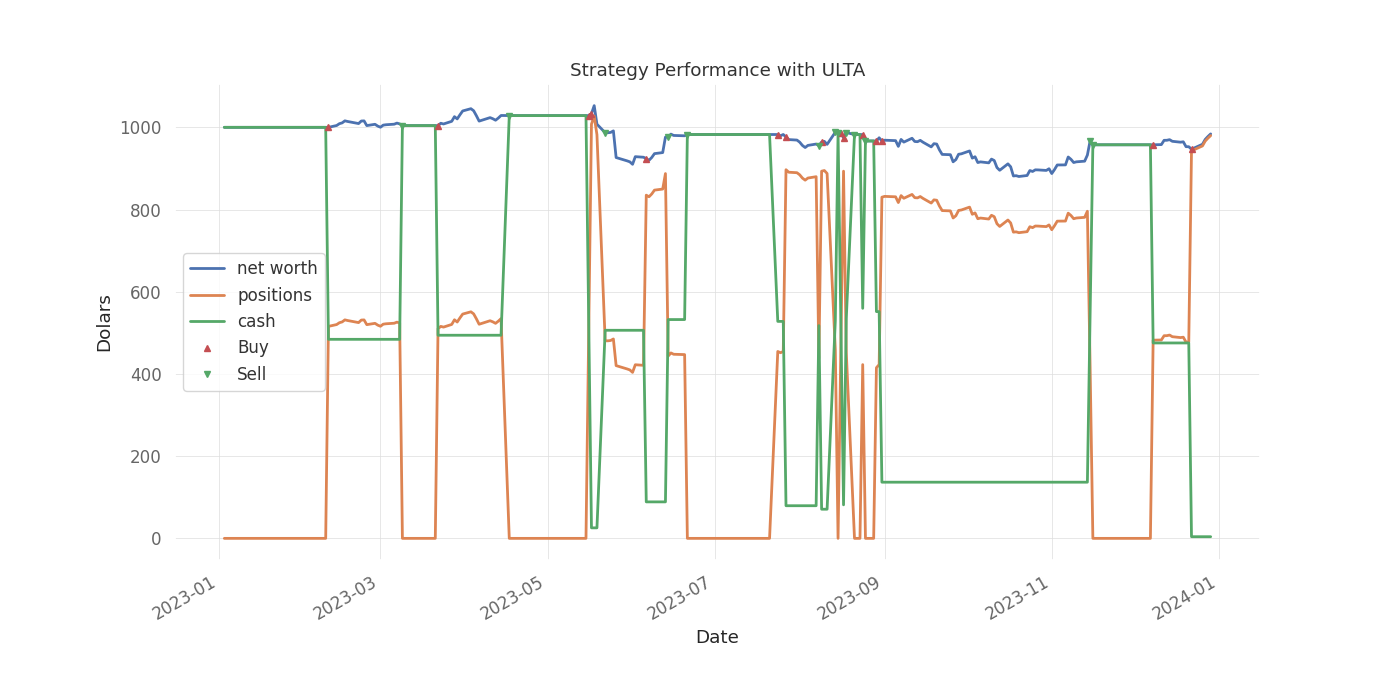 Strategy Performance with ULTA
1000
800
600
400
200
0
Dolars
net worth
positions
cash
Buy
Sell
2023-01
2023-03
2023-05
2023-07
2023-09
2023-11
2024-01
Date